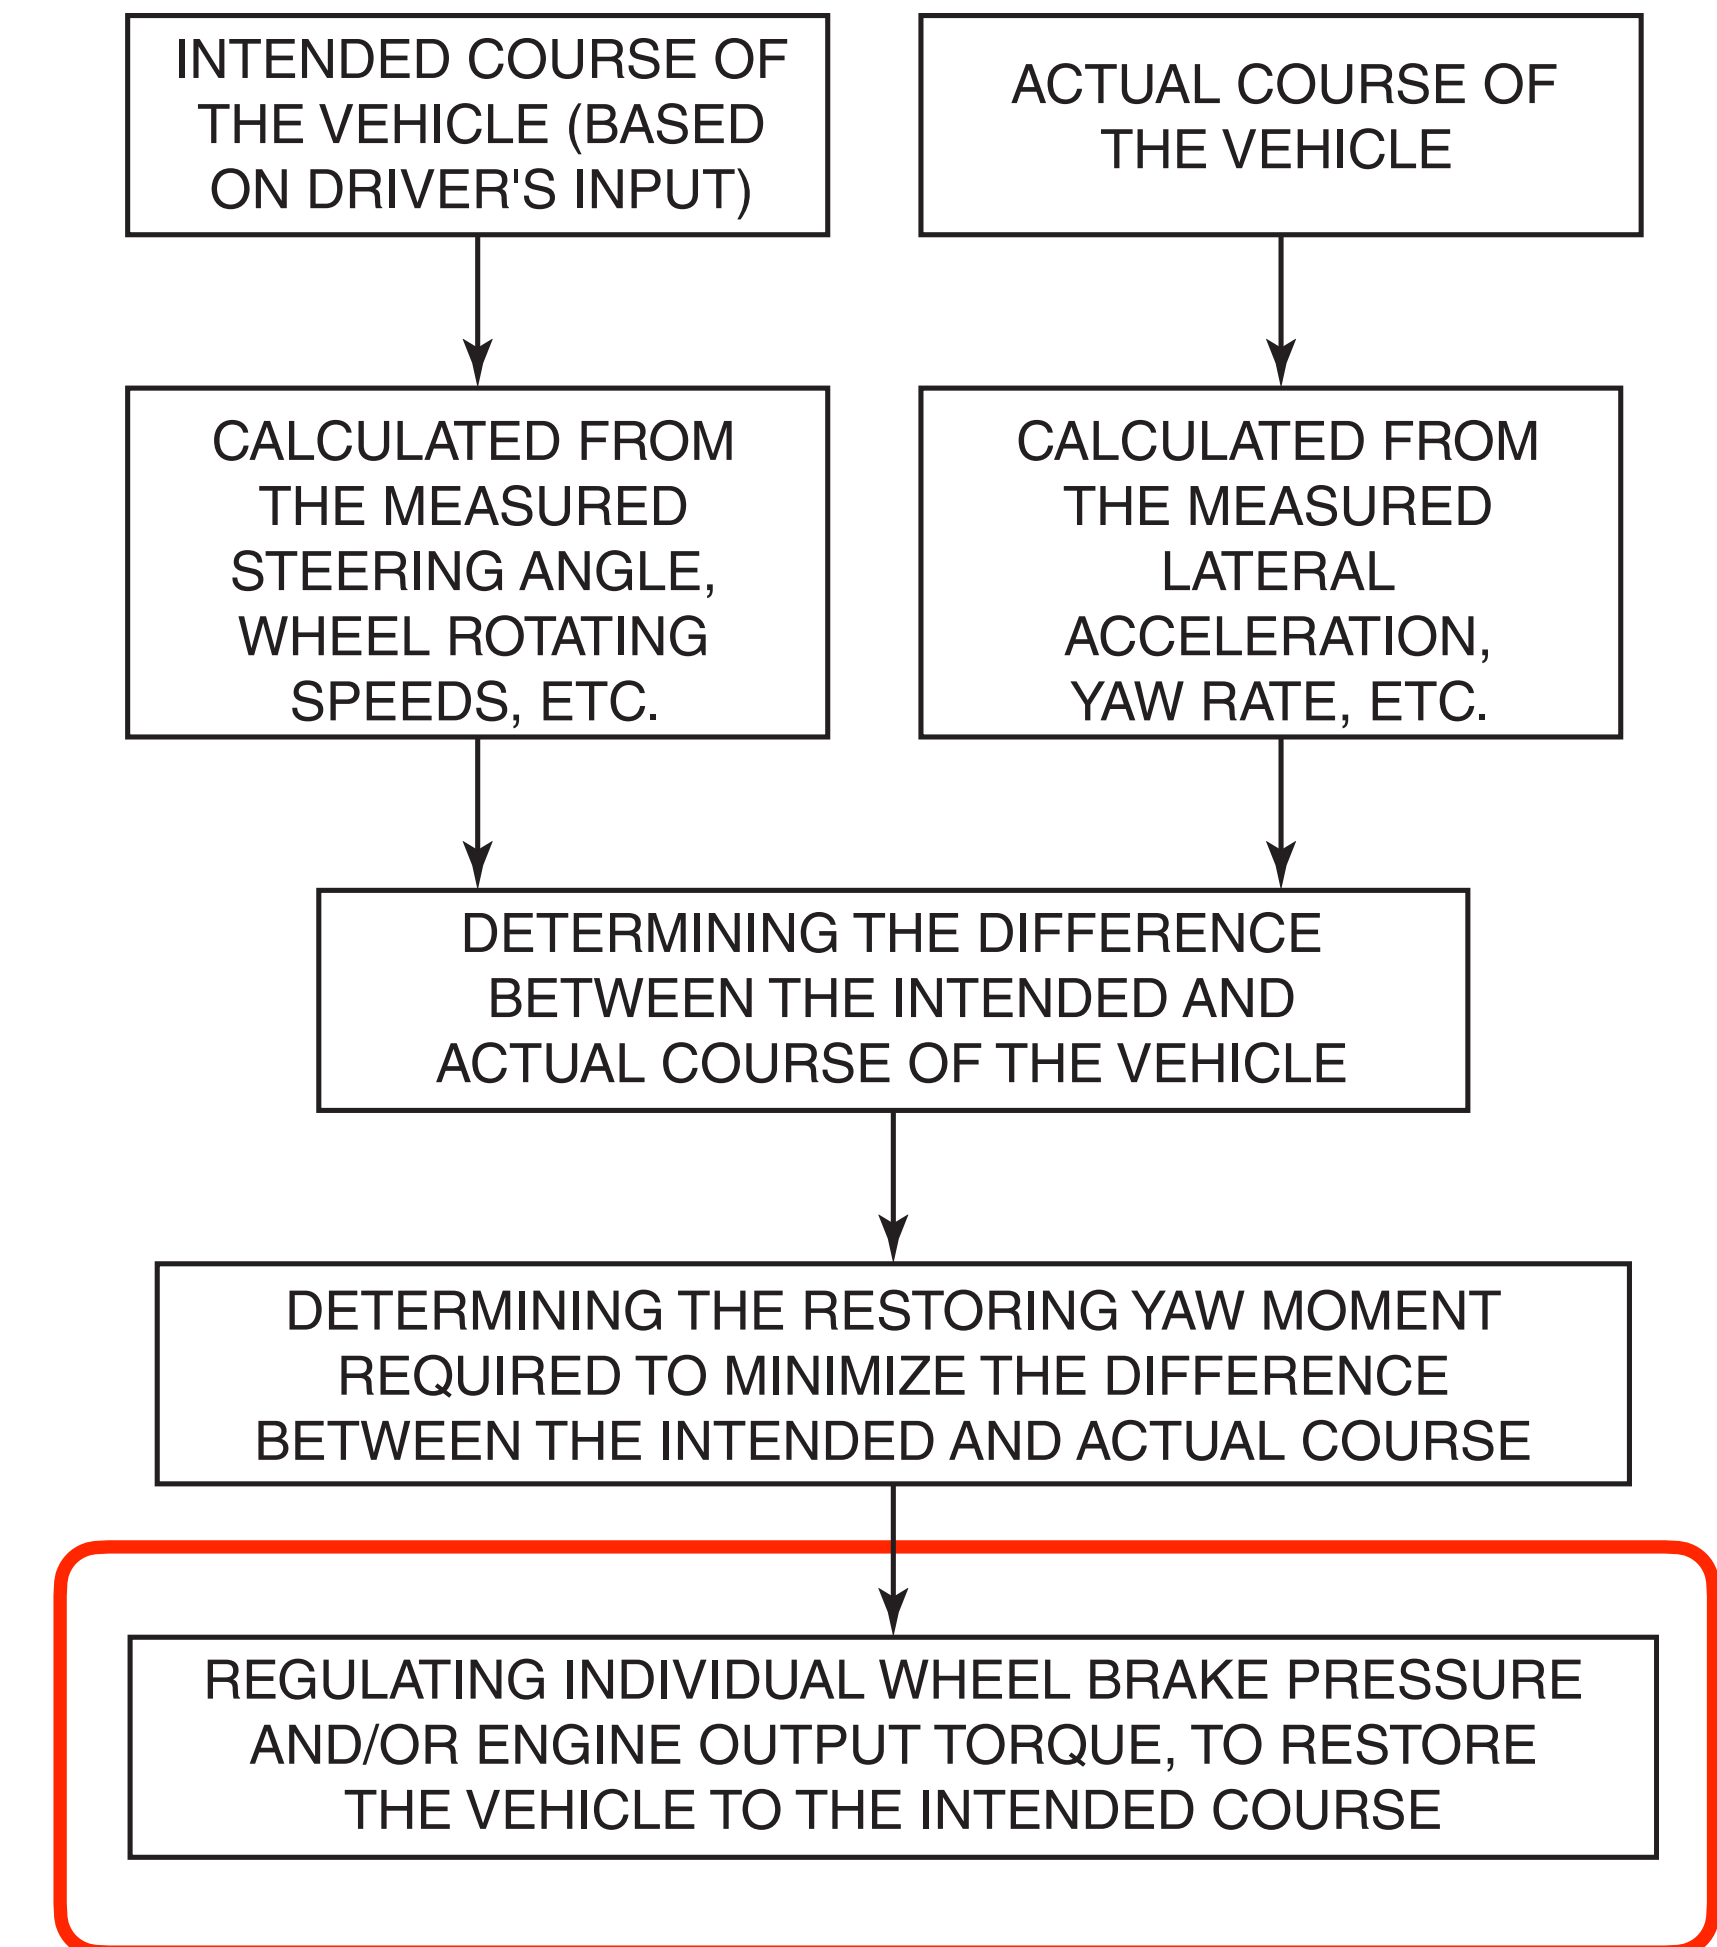 INTENDED COURSE OF
THE VEHICLE (BASED
ON DRIVER'S INPUT)
ACTUAL COURSE OF
THE VEHICLE
CALCULATED FROM
THE MEASURED
STEERING ANGLE,
WHEEL ROTATING
SPEEDS, ETC.
CALCULATED FROM
THE MEASURED
LATERAL
ACCELERATION,
YAW RATE, ETC.
DETERMINING THE DIFFERENCE
BETWEEN THE INTENDED AND
ACTUAL COURSE OF THE VEHICLE
DETERMINING THE RESTORING YAW MOMENT
REQUIRED TO MINIMIZE THE DIFFERENCE
BETWEEN THE INTENDED AND ACTUAL COURSE
REGULATING INDIVIDUAL WHEEL BRAKE PRESSURE
AND/OR ENGINE OUTPUT TORQUE, TO RESTORE
THE VEHICLE TO THE INTENDED COURSE